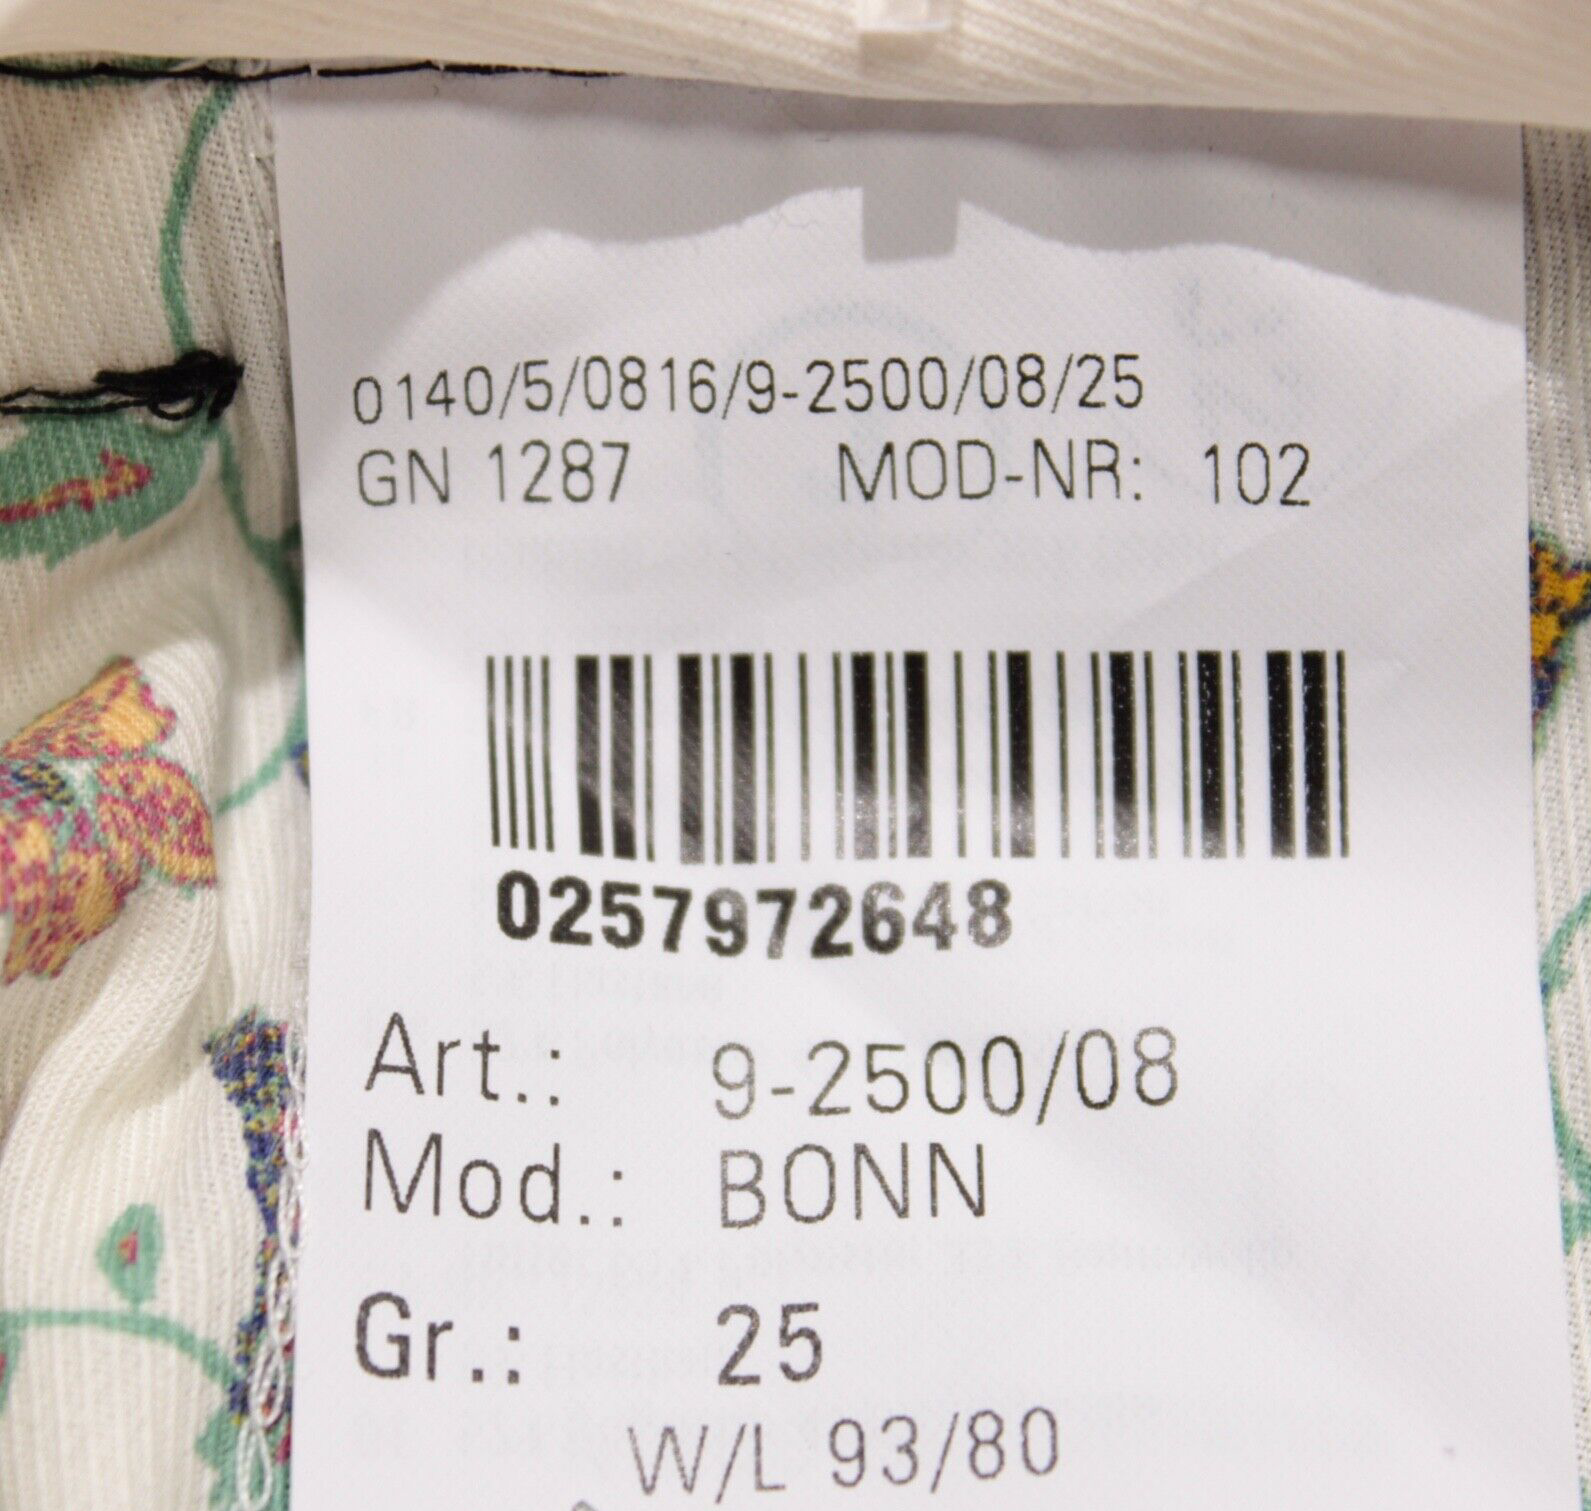 0140/5/0816/9-2500/08/25
GN 1287 MOD-NR: 102
0257972648
Art.: 9-2500/08
Mod.: BONN
Gr.: 25
W/L 93/80